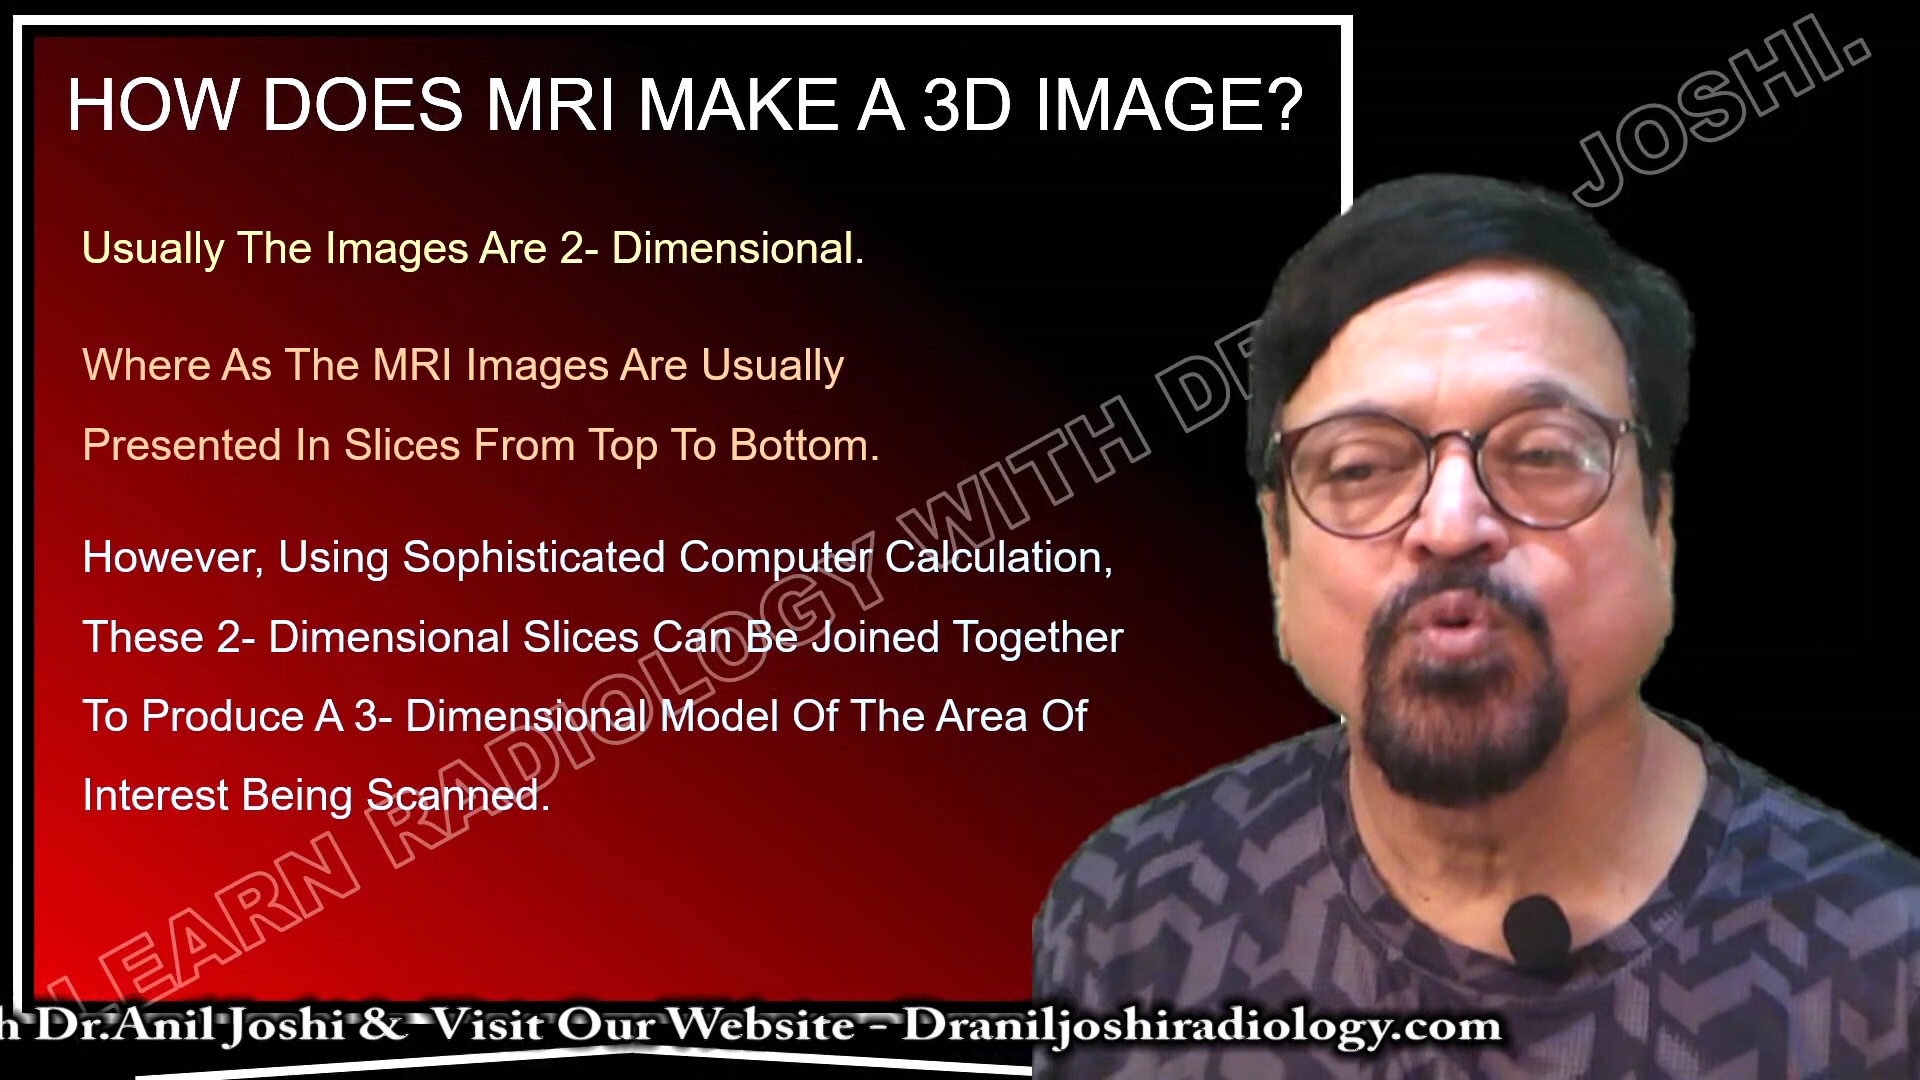 HOW DOES MRI MAKE A 3D IMAGE?
Usually The Images Are 2- Dimensional.
Where As The MRI Images Are Usually
Presented In Slices From Top To Bottom.
However, Using Sophisticated Computer Calculation,
These 2- Dimensional Slices Can Be Joined Together
To Produce A 3- Dimensional Model Of The Area Of
Interest Being Scanned.
LEARN RADIOLOGY WITH DR JOSHI.
h Dr.Anil Joshi & Visit Our Website - Draniljoshiradiology.com